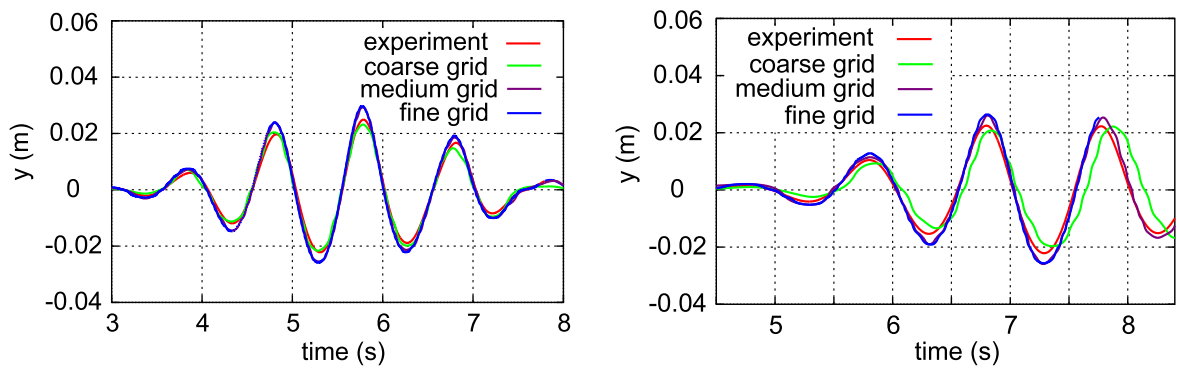 0.06
0.04
0.02
0
-0.02
-0.04
y (m)
experiment
coarse grid
medium grid
fine grid
3 4 5 6 7 8
time (s)
0.06
0.04
0.02
0
-0.02
-0.04
y (m)
experiment
coarse grid
medium grid
fine grid
5 6 7 8
time (s)